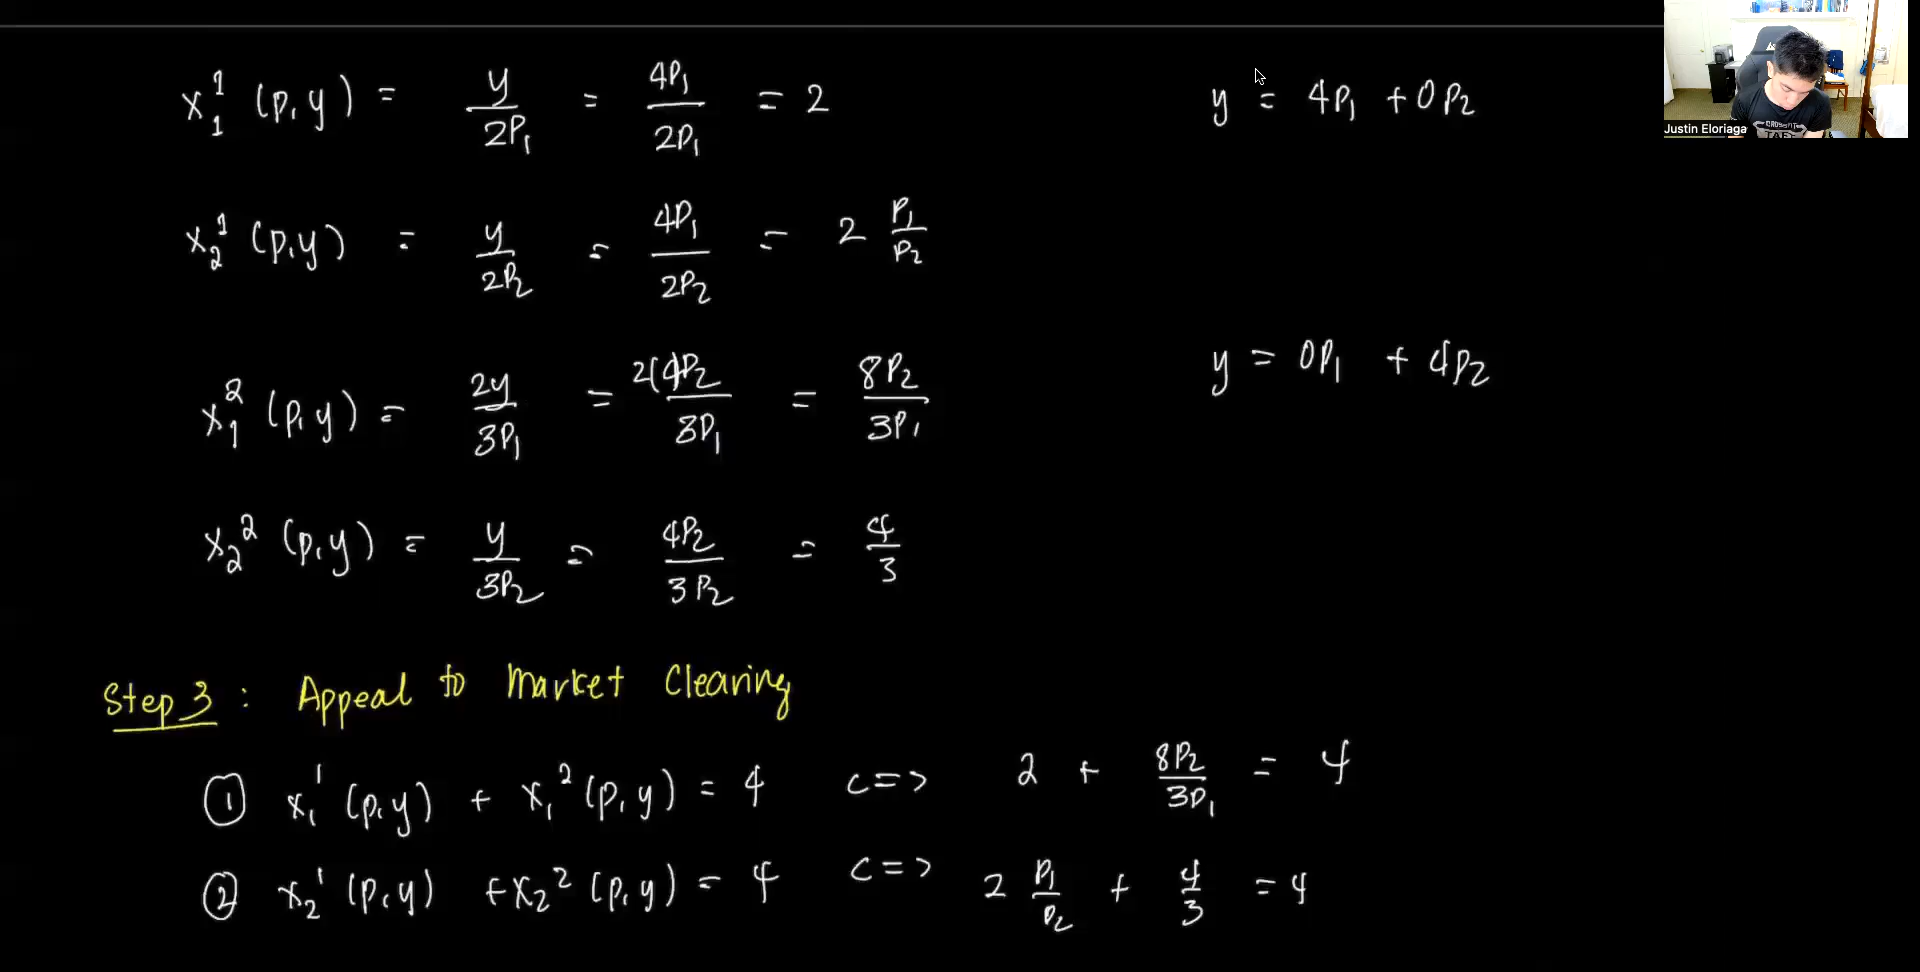 x₁¹ (p,y) = y/2P₁ = 4P₁/2P₁ = 2    y = 4P₁ + 0P₂
Justin Eloriaga
x₂¹ (p,y) = y/2P₂ = 4P₁/2P₂ = 2 P₁/P₂
x₁² (p,y) = 2y/3P₁ = 2(4P₂/3P₁ = 8P₂/3P₁    y = 0P₁ + 4P₂
x₂² (p,y) = y/3P₂ = 4P₂/3P₂ = 4/3
Step 3 : Appeal to Market Clearing
① x₁¹ (p,y) + x₁² (p,y) = 4 <=> 2 + 8P₂/3P₁ = 4
② x₂¹ (p,y) + x₂² (p,y) = 4 <=> 2 P₁/P₂ + 4/3 = 4